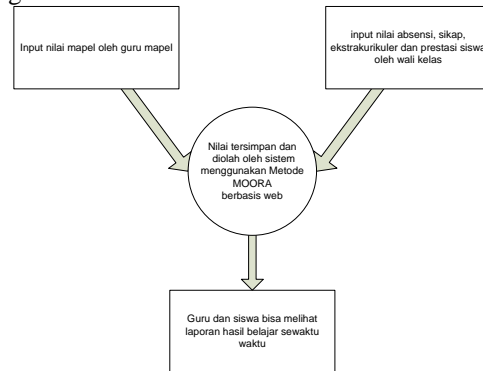 Input nilai mapel oleh guru mapel
input nilai absensi, sikap,
ekstrakurikuler dan prestasi siswa
oleh wali kelas
Nilai tersimpan dan
diolah oleh sistem
menggunakan Metode
MOORA
berbasis web
Guru dan siswa bisa melihat
laporan hasil belajar sewaktu
waktu